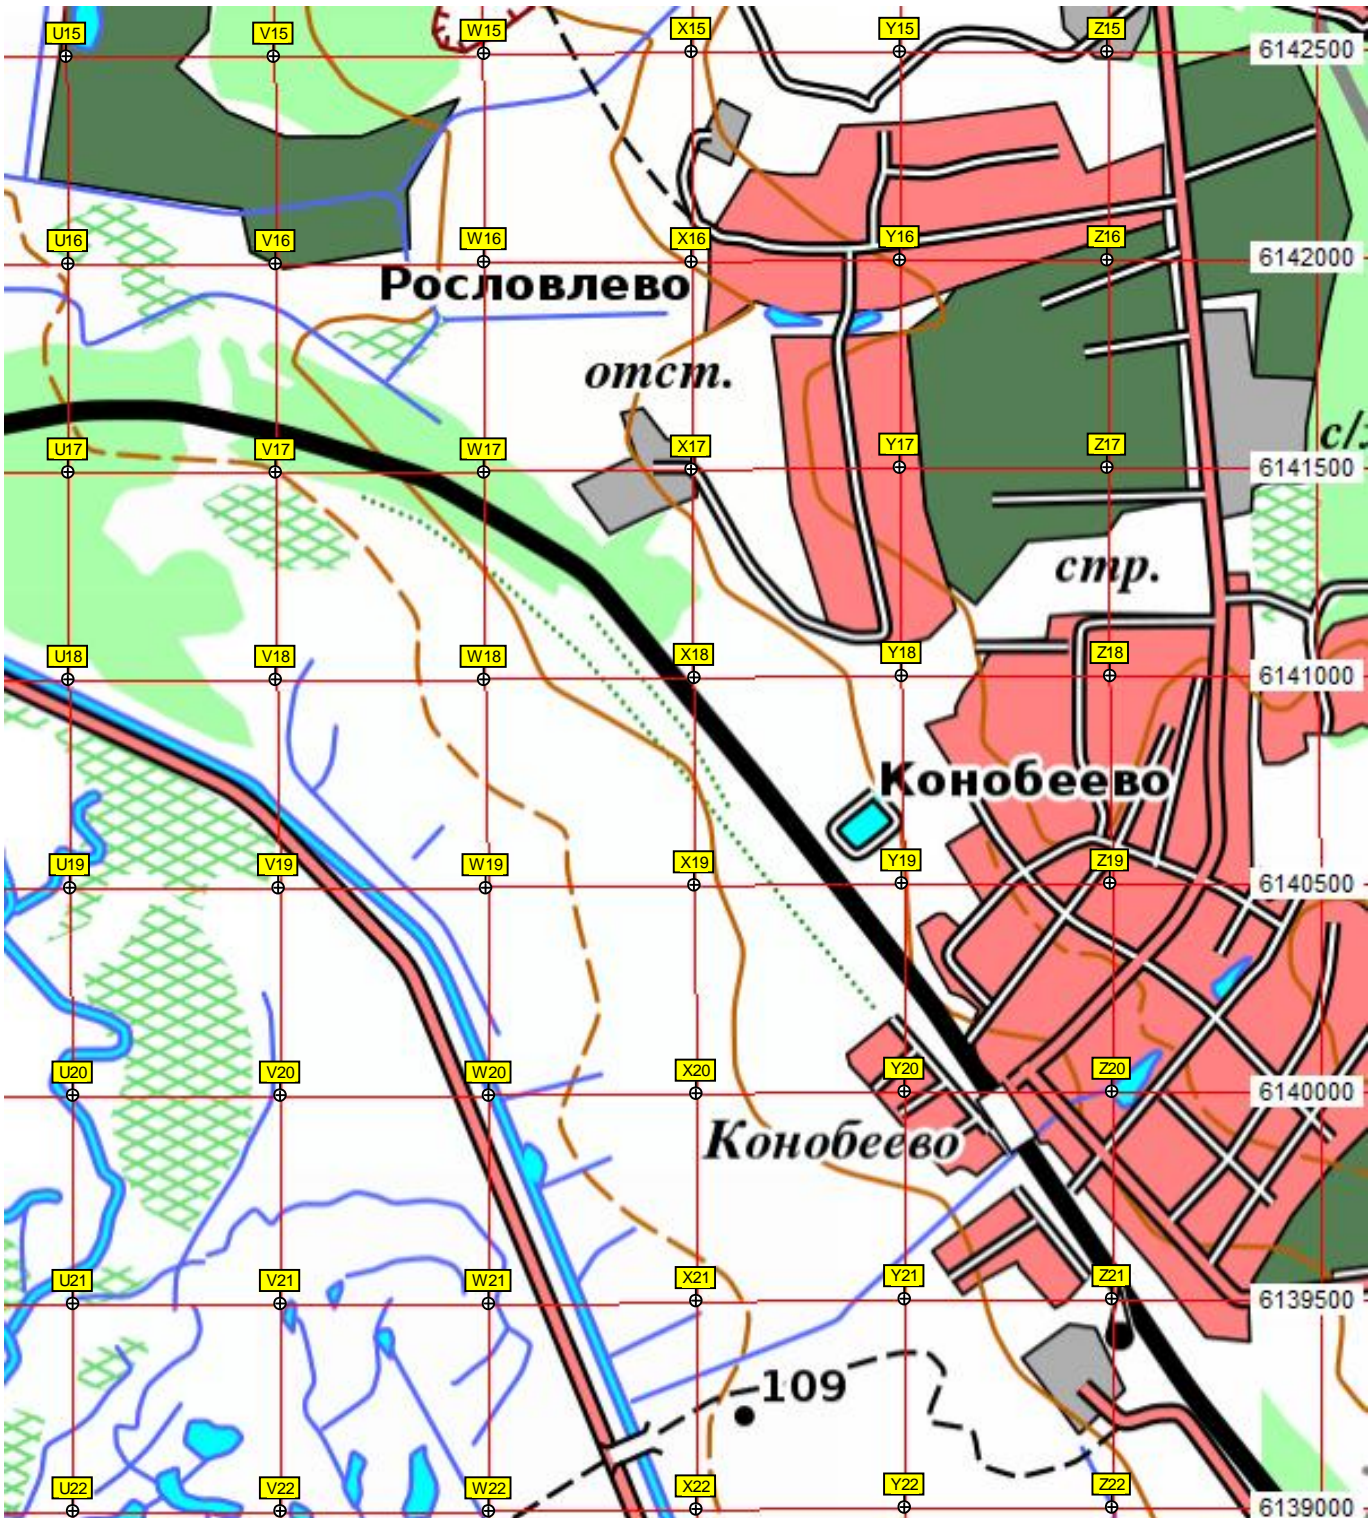 U15 V15 W15 X15 Y15 Z15 6142500
U16 V16 W16 X16 Y16 Z16 6142000
Рословлево
отст.
с/з
U17 V17 W17 X17 Y17 Z17 6141500
стр.
U18 V18 W18 X18 Y18 Z18 6141000
Конобеево
U19 V19 W19 X19 Y19 Z19 6140500
U20 V20 W20 X20 Y20 Z20 6140000
Конобеево
U21 V21 W21 X21 Y21 Z21 6139500
109
U22 V22 W22 X22 Y22 Z22 6139000